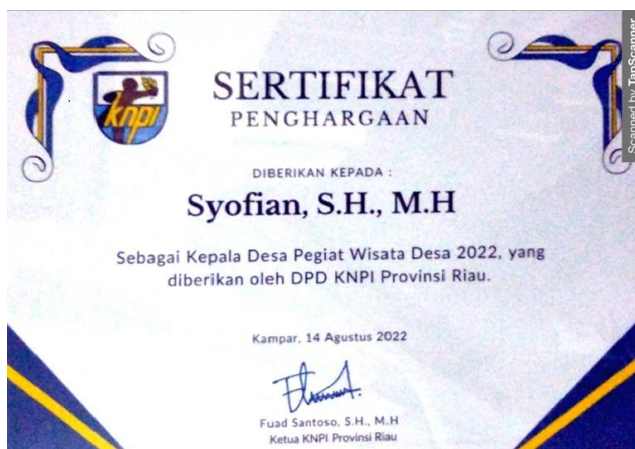 knpi
SERTIFIKAT
PENGHARGAAN
DIBERIKAN KEPADA :
Syofian, S.H., M.H
Sebagai Kepala Desa Pegiat Wisata Desa 2022, yang
diberikan oleh DPD KNPI Provinsi Riau.
Kampar, 14 Agustus 2022
Fuad Santoso, S.H., M.H
Ketua KNPI Provinsi Riau
Scanned by TapScanner